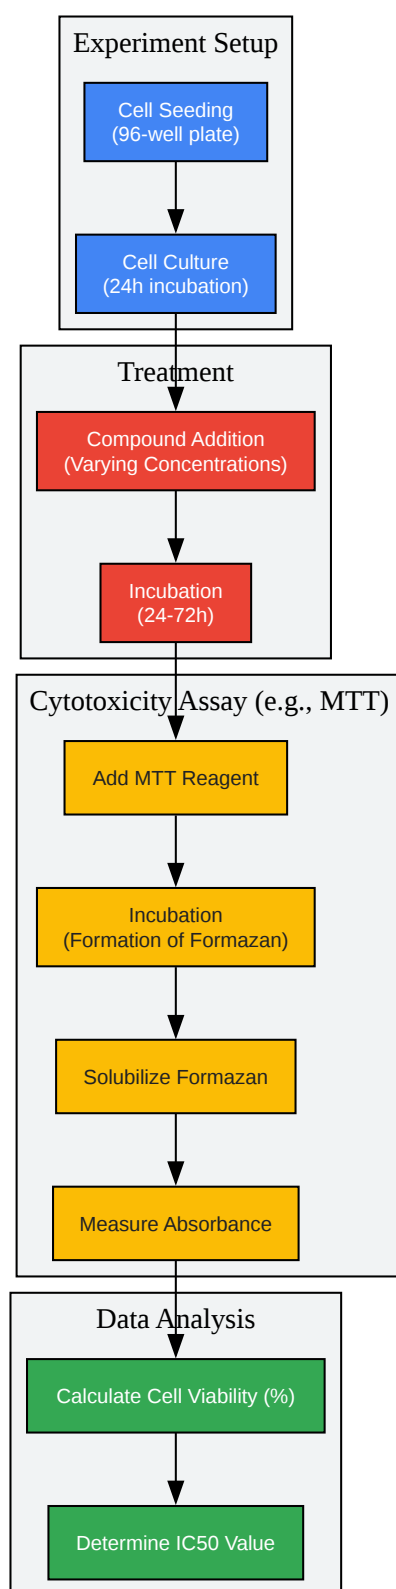 Experiment Setup
Cell Seeding
(96-well plate)
Cell Culture
(24h incubation)
Treatment
Compound Addition
(Varying Concentrations)
Incubation
(24-72h)
Cytotoxicity Assay (e.g., MTT)
Add MTT Reagent
Incubation
(Formation of Formazan)
Solubilize Formazan
Measure Absorbance
Data Analysis
Calculate Cell Viability (%)
Determine IC50 Value